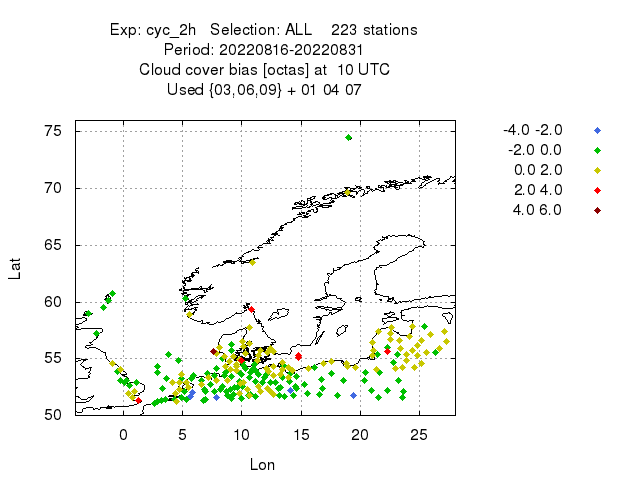 Exp: cyc_2h   Selection: ALL    223 stations
Period: 20220816-20220831
Cloud cover bias [octas] at  10 UTC
Used {03,06,09} + 01 04 07
-4.0 -2.0
-2.0 0.0
0.0 2.0
2.0 4.0
4.0 6.0
75
70
65
60
55
50
Lat
0 5 10 15 20 25
Lon